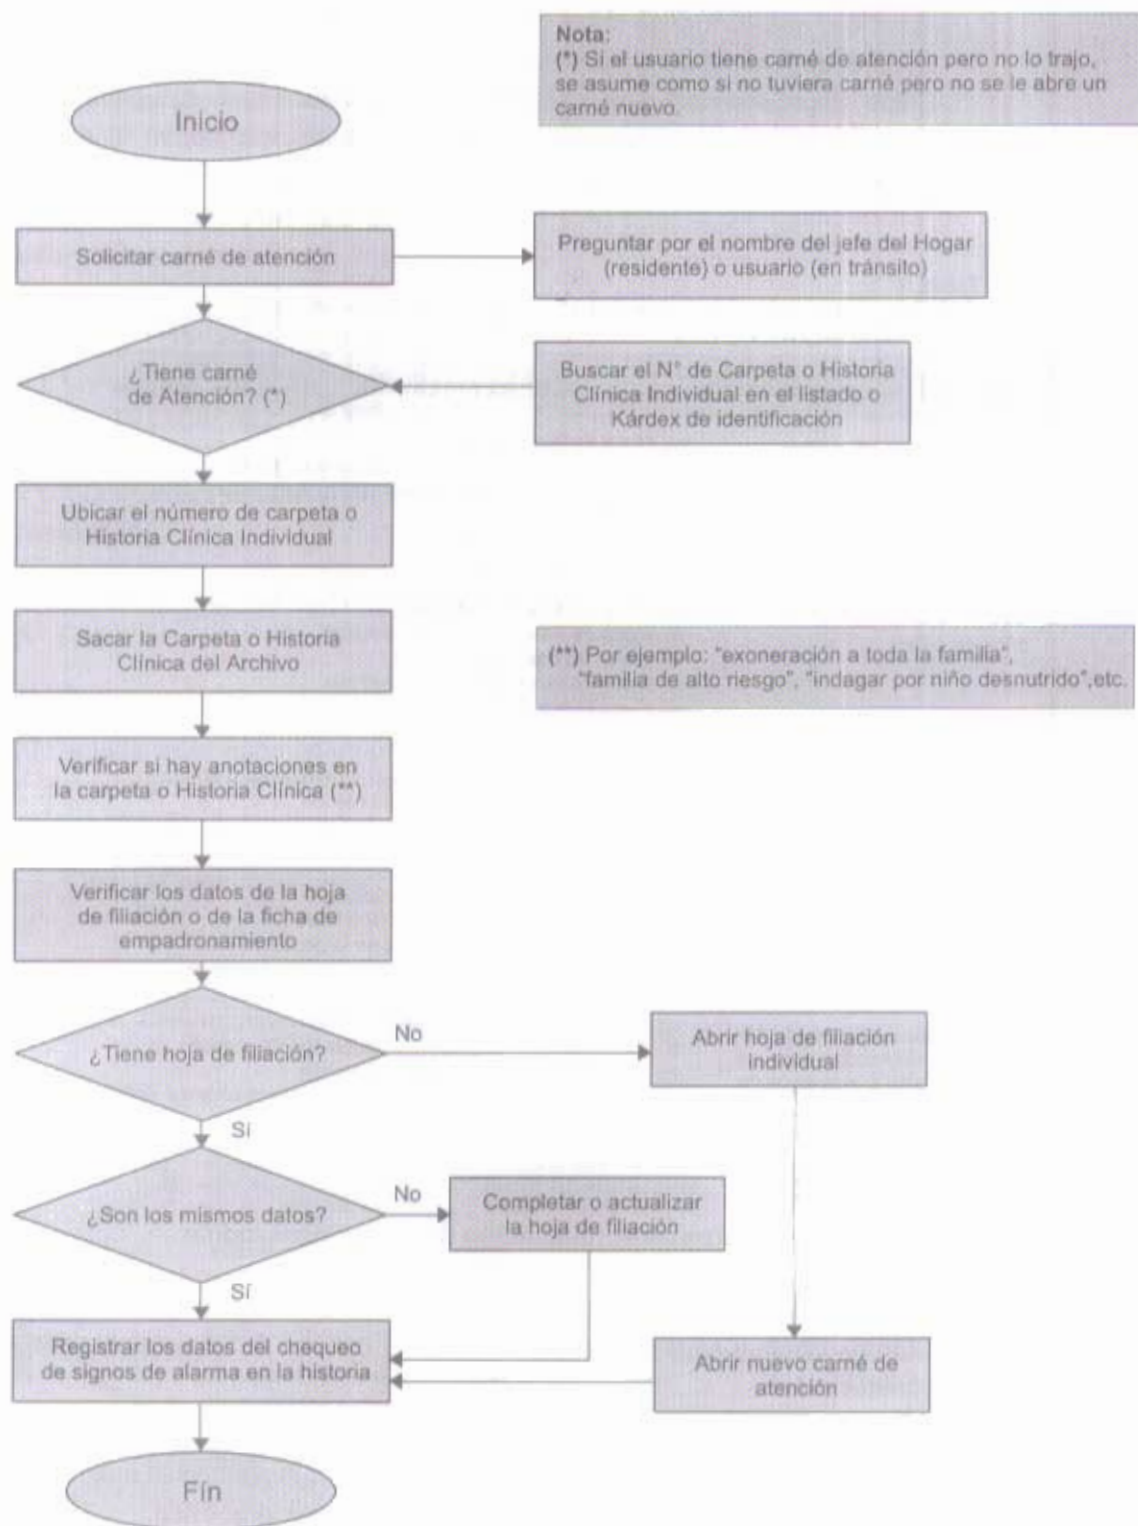 Nota:
(*) Si el usuario tiene carné de atención pero no lo trajo,
se asume como si no tuviera carné pero no se le abre un
carné nuevo.
Inicio
Solicitar carné de atención
Preguntar por el nombre del jefe del Hogar
(residente) o usuario (en tránsito)
¿Tiene carné
de Atención? (*)
Buscar el N° de Carpeta o Historia
Clínica Individual en el listado o
Kárdex de identificación
Ubicar el número de carpeta o
Historia Clínica Individual
Sacar la Carpeta o Historia
Clínica del Archivo
(**) Por ejemplo: "exoneración a toda la familia",
"familia de alto riesgo", "indagar por niño desnutrido",etc.
Verificar si hay anotaciones en
la carpeta o Historia Clínica (**)
Verificar los datos de la hoja
de filiación o de la ficha de
empadronamiento
¿Tiene hoja de filiación?
No
Abrir hoja de filiación
individual
Sí
¿Son los mismos datos?
No
Completar o actualizar
la hoja de filiación
Sí
Registrar los datos del chequeo
de signos de alarma en la historia
Abrir nuevo carné de
atención
Fín